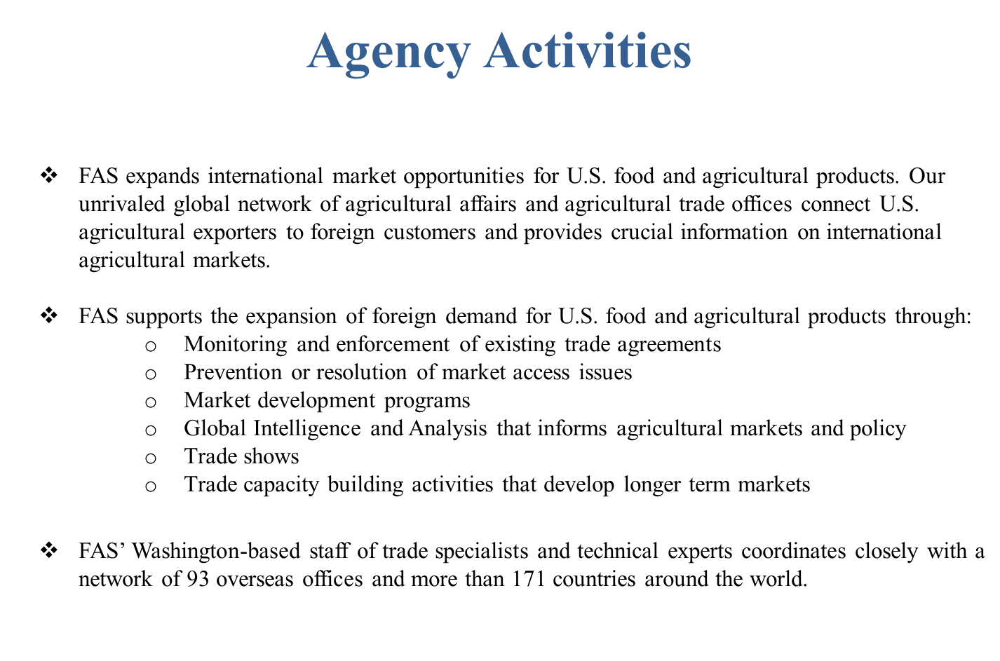 Agency Activities
❖ FAS expands international market opportunities for U.S. food and agricultural products. Our
unrivaled global network of agricultural affairs and agricultural trade offices connect U.S.
agricultural exporters to foreign customers and provides crucial information on international
agricultural markets.
❖ FAS supports the expansion of foreign demand for U.S. food and agricultural products through:
o Monitoring and enforcement of existing trade agreements
o Prevention or resolution of market access issues
o Market development programs
o Global Intelligence and Analysis that informs agricultural markets and policy
o Trade shows
o Trade capacity building activities that develop longer term markets
❖ FAS’ Washington-based staff of trade specialists and technical experts coordinates closely with a
network of 93 overseas offices and more than 171 countries around the world.